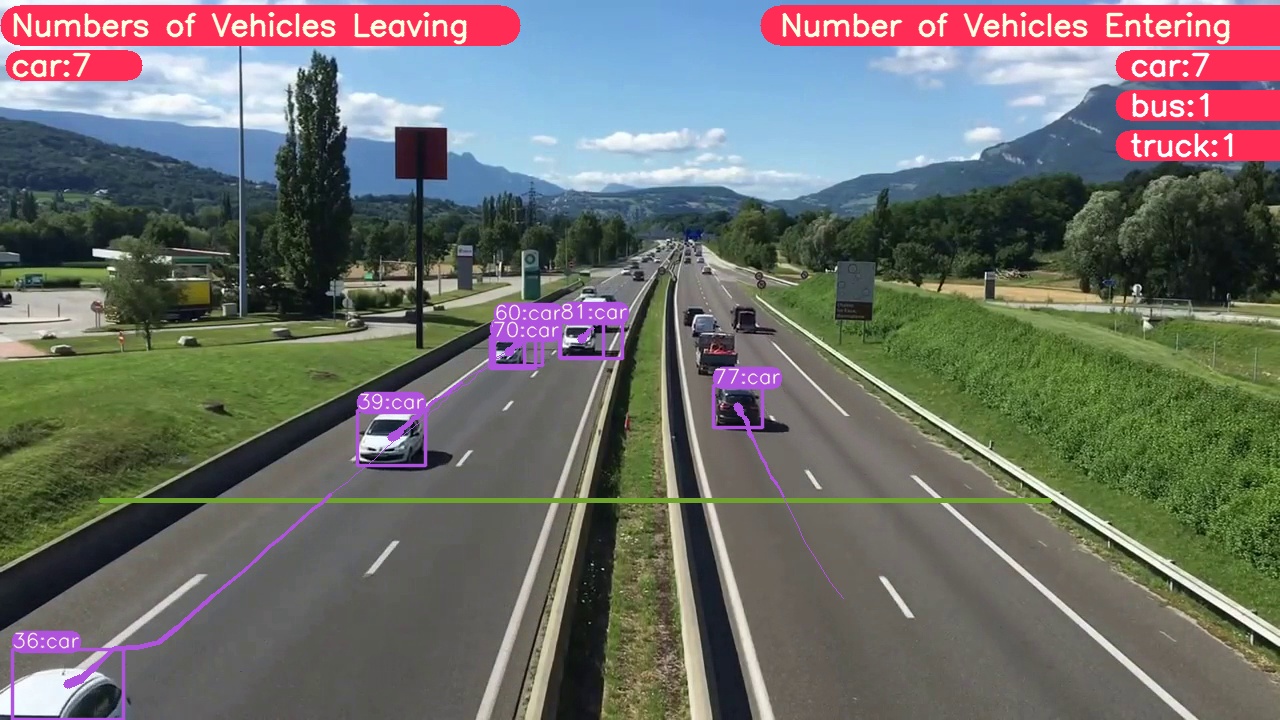 Numbers of Vehicles Leaving
Number of Vehicles Entering
car:7
car:7
bus:1
truck:1
60:car
81:car
70:car
77:car
39:car
36:car